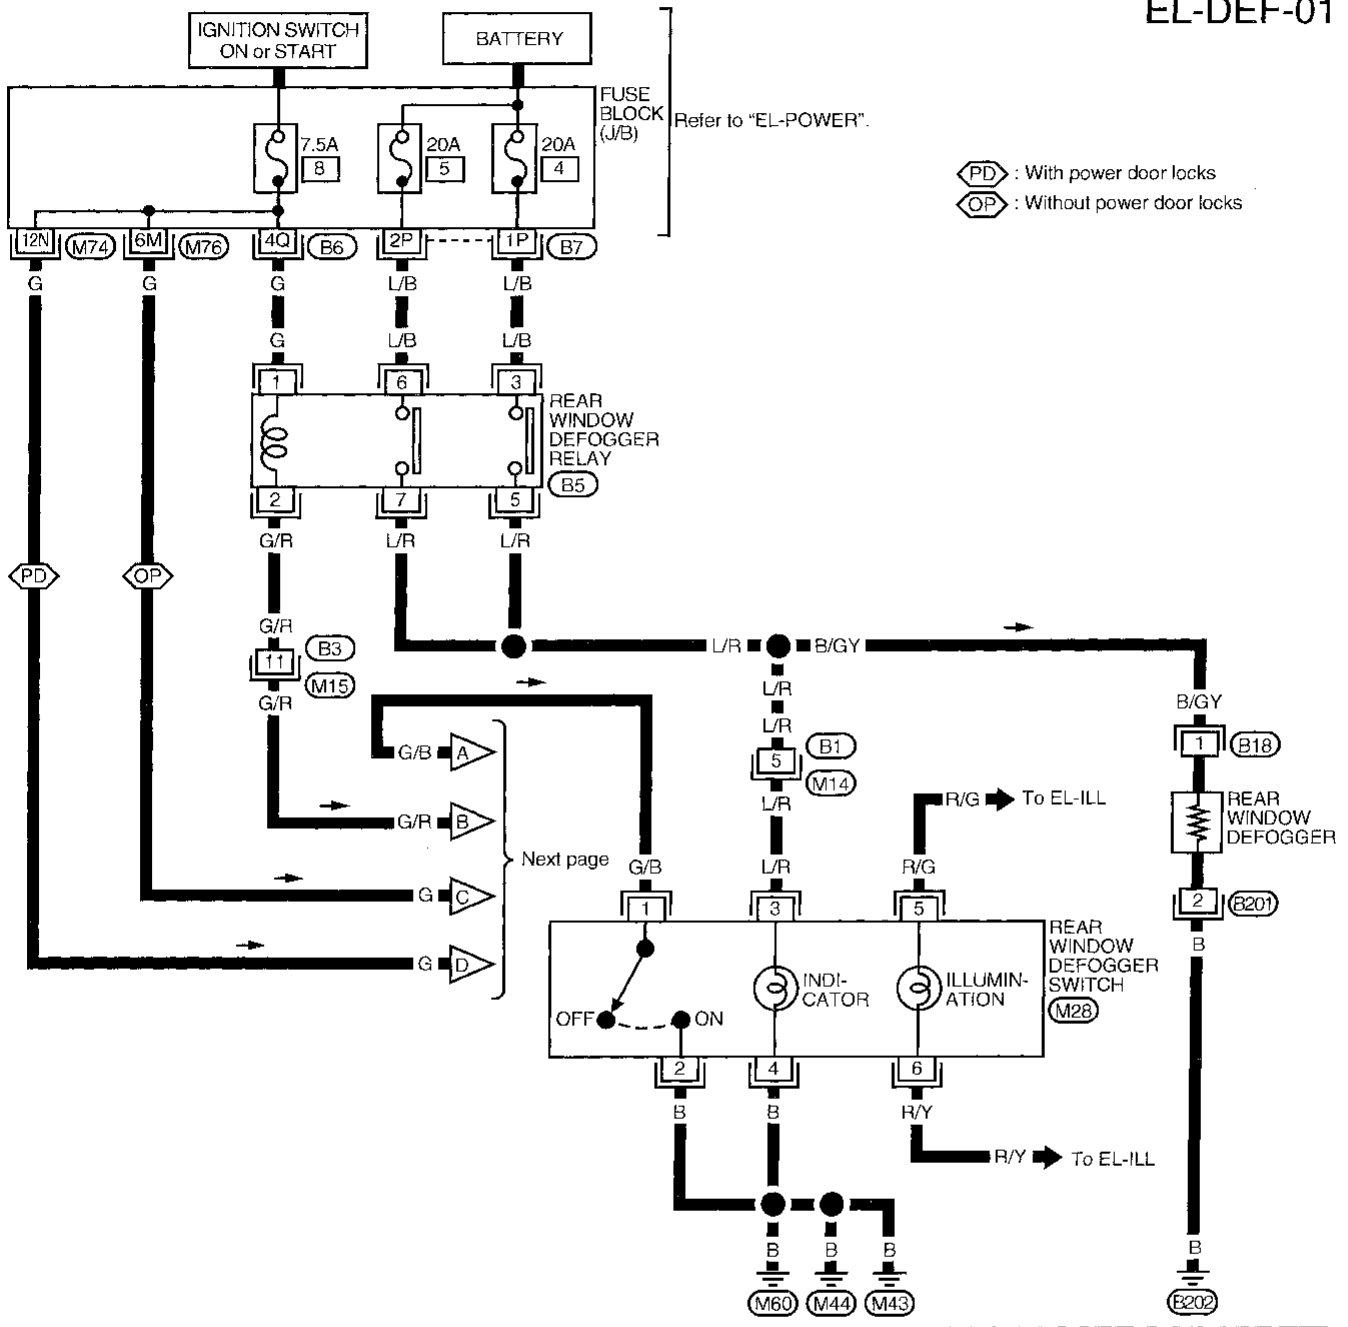 EL-DEF-01
IGNITION SWITCH
ON or START
BATTERY
FUSE
BLOCK
(J/B)
Refer to "EL-POWER".
7.5A
8
20A
5
20A
4
PD : With power door locks
OP : Without power door locks
12N M74 6M M76 4Q B6 2P 1P B7
G G G L/B L/B
G L/B L/B
1 6 3
REAR
WINDOW
DEFOGGER
RELAY
B5
2 7 5
G/R L/R L/R
PD OP
G/R
11
B3
M15
G/R
L/R B/GY
L/R
L/R
5
B1
M14
L/R
L/R
B/GY
1 B18
REAR
WINDOW
DEFOGGER
2 B201
B
G/B A
G/R B
G C
G D
Next page
R/G To EL-ILL
G/B
R/G
1 3 5
REAR
WINDOW
DEFOGGER
SWITCH
M28
OFF ON
INDI-
CATOR
ILLUMIN-
ATION
2 4 6
B B R/Y
R/Y To EL-ILL
B B B B
M60 M44 M43 B202